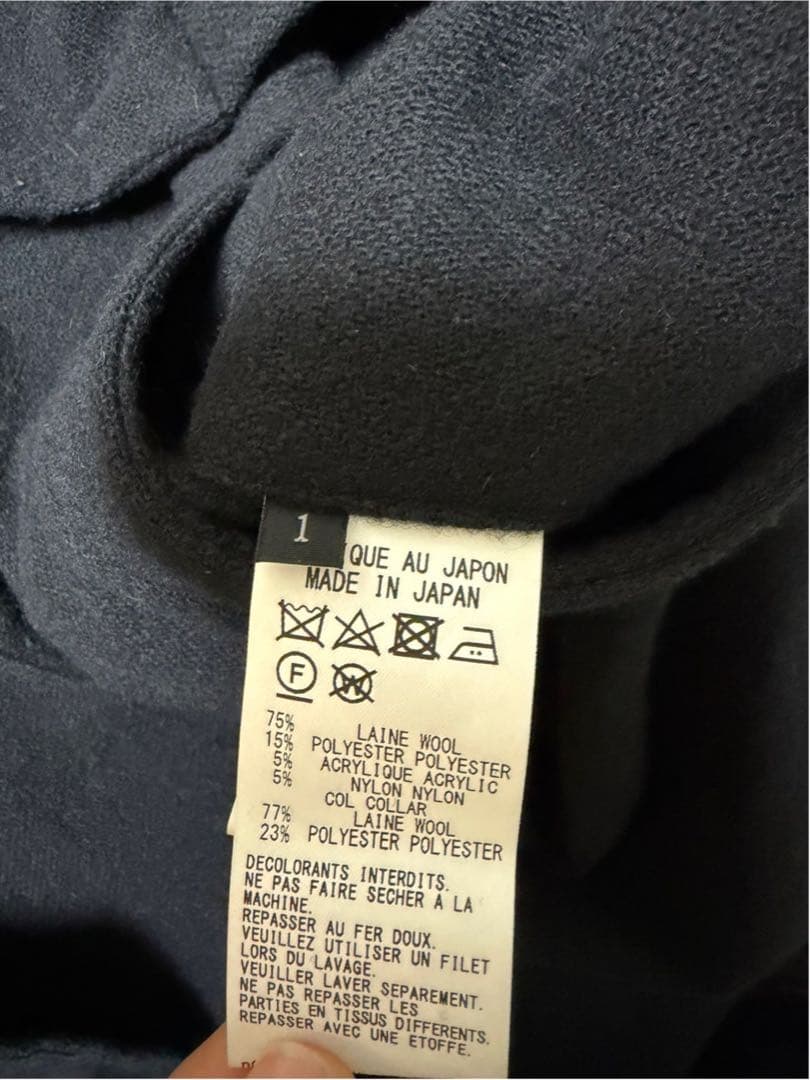 1
QUE AU JAPON
MADE IN JAPAN
F
W
75% LAINE WOOL
15% POLYESTER POLYESTER
5% ACRYLIQUE ACRYLIC
5% NYLON NYLON
COL COLLAR
77% LAINE WOOL
23% POLYESTER POLYESTER
DECOLORANTS INTERDITS.
NE PAS FAIRE SECHER A LA
MACHINE.
REPASSER AU FER DOUX.
VEUILLEZ UTILISER UN FILET
LORS DU LAVAGE.
VEUILLER LAVER SEPAREMENT.
NE PAS REPASSER LES
PARTIES EN TISSUS DIFFERENTS.
REPASSER AVEC UNE ETOFFE.